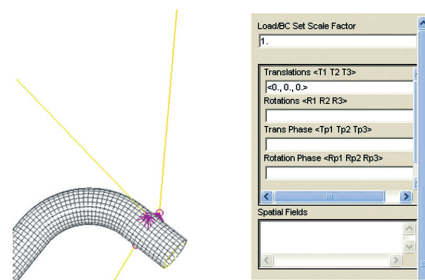 Load/BC Set Scale Factor
1.
Translations <T1 T2 T3>
<0., 0., 0.>
Rotations <R1 R2 R3>
Trans Phase <Tp1 Tp2 Tp3>
Rotation Phase <Rp1 Rp2 Rp3>
Spatial Fields